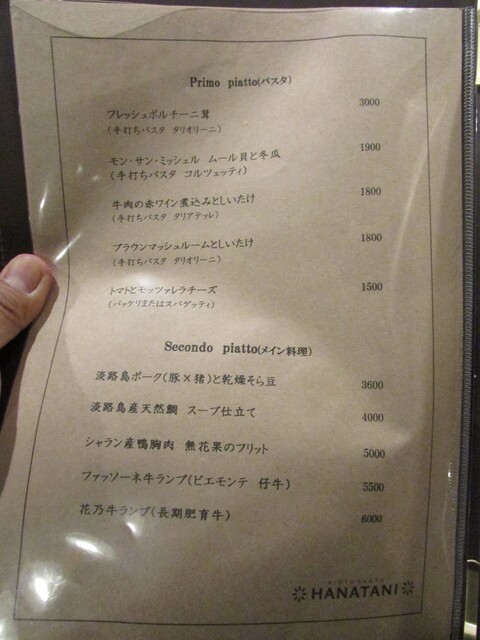 Primo piatto(パスタ)
フレッシュポルチーニ茸 3000
(手打ちパスタ タリオリーニ)
モン・サン・ミッシェル ムール貝と冬瓜 1900
(手打ちパスタ コルツェッティ)
牛肉の赤ワイン煮込みとしいたけ 1800
(手打ちパスタ タリアテッレ)
ブラウンマッシュルームとしいたけ 1800
(手打ちパスタ タリオリーニ)
トマトとモッツァレラチーズ 1500
(パッケリまたはスパゲッティ)
Secondo piatto(メイン料理)
淡路島ポーク(豚×猪)と乾燥そら豆 3600
淡路島産天然鯛 スープ仕立て 4000
シャラン産鴨胸肉 無花果のフリット 5000
ファッソーネ牛ランプ(ピエモンテ 仔牛) 5500
花乃牛ランプ(長期肥育牛) 6000
RISTORANTE
HANATANI